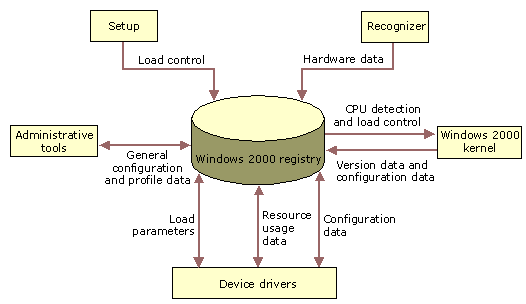 Setup
Recognizer
Load control
Hardware data
CPU detection
and load control
Administrative
tools
Windows 2000 registry
Windows 2000
kernel
General
configuration
and profile data
Version data and
configuration data
Load
parameters
Resource
usage
data
Configuration
data
Device drivers